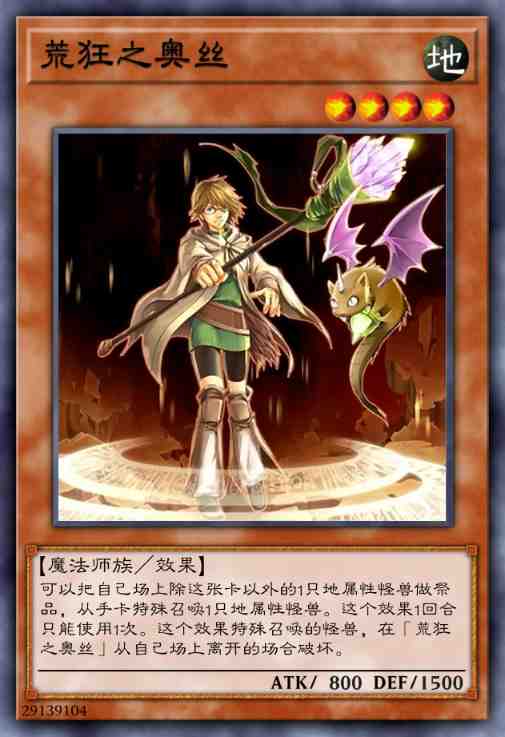 荒狂之奥丝
地
【魔法师族／效果】
可以把自己场上除这张卡以外的1只地属性怪兽做祭
品，从手卡特殊召唤1只地属性怪兽。这个效果1回合
只能使用1次。这个效果特殊召唤的怪兽，在「荒狂
之奥丝」从自己场上离开的场合破坏。
ATK/ 800 DEF/1500
29139104